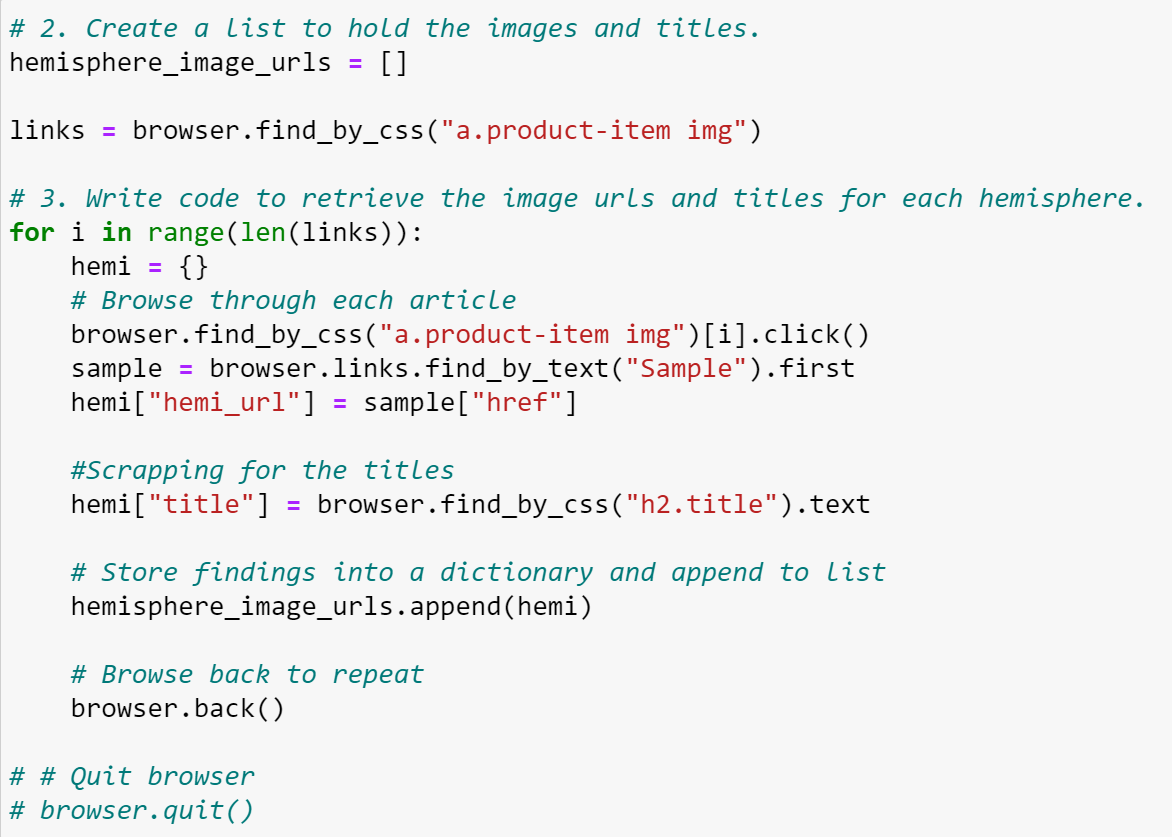 # 2. Create a list to hold the images and titles.
hemisphere_image_urls = []

links = browser.find_by_css("a.product-item img")

# 3. Write code to retrieve the image urls and titles for each hemisphere.
for i in range(len(links)):
    hemi = {}
    # Browse through each article
    browser.find_by_css("a.product-item img")[i].click()
    sample = browser.links.find_by_text("Sample").first
    hemi["hemi_url"] = sample["href"]

    #Scrapping for the titles
    hemi["title"] = browser.find_by_css("h2.title").text

    # Store findings into a dictionary and append to list
    hemisphere_image_urls.append(hemi)

    # Browse back to repeat
    browser.back()

# # Quit browser
# browser.quit()